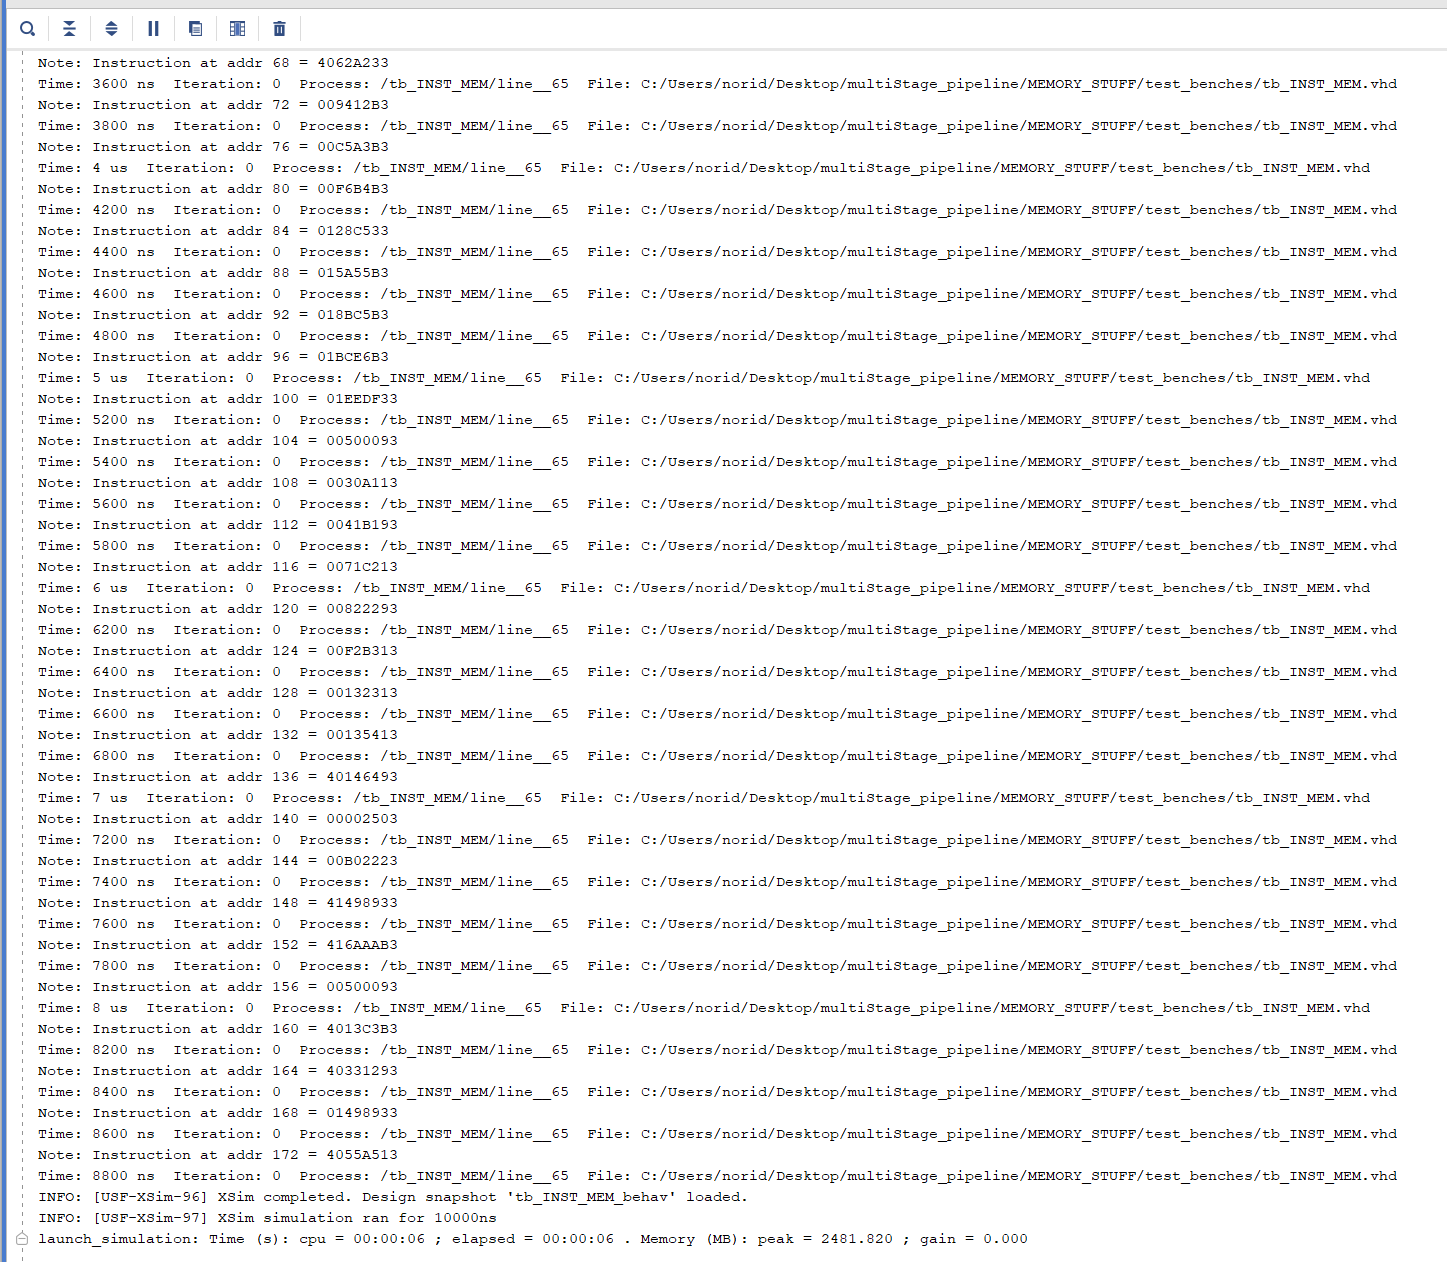 Note: Instruction at addr 68 = 4062A233
Time: 3600 ns  Iteration: 0  Process: /tb_INST_MEM/line__65  File: C:/Users/norid/Desktop/multiStage_pipeline/MEMORY_STUFF/test_benches/tb_INST_MEM.vhd
Note: Instruction at addr 72 = 009412B3
Time: 3800 ns  Iteration: 0  Process: /tb_INST_MEM/line__65  File: C:/Users/norid/Desktop/multiStage_pipeline/MEMORY_STUFF/test_benches/tb_INST_MEM.vhd
Note: Instruction at addr 76 = 00C5A3B3
Time: 4 us  Iteration: 0  Process: /tb_INST_MEM/line__65  File: C:/Users/norid/Desktop/multiStage_pipeline/MEMORY_STUFF/test_benches/tb_INST_MEM.vhd
Note: Instruction at addr 80 = 00F6B4B3
Time: 4200 ns  Iteration: 0  Process: /tb_INST_MEM/line__65  File: C:/Users/norid/Desktop/multiStage_pipeline/MEMORY_STUFF/test_benches/tb_INST_MEM.vhd
Note: Instruction at addr 84 = 0128C533
Time: 4400 ns  Iteration: 0  Process: /tb_INST_MEM/line__65  File: C:/Users/norid/Desktop/multiStage_pipeline/MEMORY_STUFF/test_benches/tb_INST_MEM.vhd
Note: Instruction at addr 88 = 015A55B3
Time: 4600 ns  Iteration: 0  Process: /tb_INST_MEM/line__65  File: C:/Users/norid/Desktop/multiStage_pipeline/MEMORY_STUFF/test_benches/tb_INST_MEM.vhd
Note: Instruction at addr 92 = 018BC5B3
Time: 4800 ns  Iteration: 0  Process: /tb_INST_MEM/line__65  File: C:/Users/norid/Desktop/multiStage_pipeline/MEMORY_STUFF/test_benches/tb_INST_MEM.vhd
Note: Instruction at addr 96 = 01BCE6B3
Time: 5 us  Iteration: 0  Process: /tb_INST_MEM/line__65  File: C:/Users/norid/Desktop/multiStage_pipeline/MEMORY_STUFF/test_benches/tb_INST_MEM.vhd
Note: Instruction at addr 100 = 01EEDF33
Time: 5200 ns  Iteration: 0  Process: /tb_INST_MEM/line__65  File: C:/Users/norid/Desktop/multiStage_pipeline/MEMORY_STUFF/test_benches/tb_INST_MEM.vhd
Note: Instruction at addr 104 = 00500093
Time: 5400 ns  Iteration: 0  Process: /tb_INST_MEM/line__65  File: C:/Users/norid/Desktop/multiStage_pipeline/MEMORY_STUFF/test_benches/tb_INST_MEM.vhd
Note: Instruction at addr 108 = 0030A113
Time: 5600 ns  Iteration: 0  Process: /tb_INST_MEM/line__65  File: C:/Users/norid/Desktop/multiStage_pipeline/MEMORY_STUFF/test_benches/tb_INST_MEM.vhd
Note: Instruction at addr 112 = 0041B193
Time: 5800 ns  Iteration: 0  Process: /tb_INST_MEM/line__65  File: C:/Users/norid/Desktop/multiStage_pipeline/MEMORY_STUFF/test_benches/tb_INST_MEM.vhd
Note: Instruction at addr 116 = 0071C213
Time: 6 us  Iteration: 0  Process: /tb_INST_MEM/line__65  File: C:/Users/norid/Desktop/multiStage_pipeline/MEMORY_STUFF/test_benches/tb_INST_MEM.vhd
Note: Instruction at addr 120 = 00822293
Time: 6200 ns  Iteration: 0  Process: /tb_INST_MEM/line__65  File: C:/Users/norid/Desktop/multiStage_pipeline/MEMORY_STUFF/test_benches/tb_INST_MEM.vhd
Note: Instruction at addr 124 = 00F2B313
Time: 6400 ns  Iteration: 0  Process: /tb_INST_MEM/line__65  File: C:/Users/norid/Desktop/multiStage_pipeline/MEMORY_STUFF/test_benches/tb_INST_MEM.vhd
Note: Instruction at addr 128 = 00132313
Time: 6600 ns  Iteration: 0  Process: /tb_INST_MEM/line__65  File: C:/Users/norid/Desktop/multiStage_pipeline/MEMORY_STUFF/test_benches/tb_INST_MEM.vhd
Note: Instruction at addr 132 = 00135413
Time: 6800 ns  Iteration: 0  Process: /tb_INST_MEM/line__65  File: C:/Users/norid/Desktop/multiStage_pipeline/MEMORY_STUFF/test_benches/tb_INST_MEM.vhd
Note: Instruction at addr 136 = 40146493
Time: 7 us  Iteration: 0  Process: /tb_INST_MEM/line__65  File: C:/Users/norid/Desktop/multiStage_pipeline/MEMORY_STUFF/test_benches/tb_INST_MEM.vhd
Note: Instruction at addr 140 = 00002503
Time: 7200 ns  Iteration: 0  Process: /tb_INST_MEM/line__65  File: C:/Users/norid/Desktop/multiStage_pipeline/MEMORY_STUFF/test_benches/tb_INST_MEM.vhd
Note: Instruction at addr 144 = 00B02223
Time: 7400 ns  Iteration: 0  Process: /tb_INST_MEM/line__65  File: C:/Users/norid/Desktop/multiStage_pipeline/MEMORY_STUFF/test_benches/tb_INST_MEM.vhd
Note: Instruction at addr 148 = 41498933
Time: 7600 ns  Iteration: 0  Process: /tb_INST_MEM/line__65  File: C:/Users/norid/Desktop/multiStage_pipeline/MEMORY_STUFF/test_benches/tb_INST_MEM.vhd
Note: Instruction at addr 152 = 416AAAB3
Time: 7800 ns  Iteration: 0  Process: /tb_INST_MEM/line__65  File: C:/Users/norid/Desktop/multiStage_pipeline/MEMORY_STUFF/test_benches/tb_INST_MEM.vhd
Note: Instruction at addr 156 = 00500093
Time: 8 us  Iteration: 0  Process: /tb_INST_MEM/line__65  File: C:/Users/norid/Desktop/multiStage_pipeline/MEMORY_STUFF/test_benches/tb_INST_MEM.vhd
Note: Instruction at addr 160 = 4013C3B3
Time: 8200 ns  Iteration: 0  Process: /tb_INST_MEM/line__65  File: C:/Users/norid/Desktop/multiStage_pipeline/MEMORY_STUFF/test_benches/tb_INST_MEM.vhd
Note: Instruction at addr 164 = 40331293
Time: 8400 ns  Iteration: 0  Process: /tb_INST_MEM/line__65  File: C:/Users/norid/Desktop/multiStage_pipeline/MEMORY_STUFF/test_benches/tb_INST_MEM.vhd
Note: Instruction at addr 168 = 01498933
Time: 8600 ns  Iteration: 0  Process: /tb_INST_MEM/line__65  File: C:/Users/norid/Desktop/multiStage_pipeline/MEMORY_STUFF/test_benches/tb_INST_MEM.vhd
Note: Instruction at addr 172 = 4055A513
Time: 8800 ns  Iteration: 0  Process: /tb_INST_MEM/line__65  File: C:/Users/norid/Desktop/multiStage_pipeline/MEMORY_STUFF/test_benches/tb_INST_MEM.vhd
INFO: [USF-XSim-96] XSim completed. Design snapshot 'tb_INST_MEM_behav' loaded.
INFO: [USF-XSim-97] XSim simulation ran for 10000ns
launch_simulation: Time (s): cpu = 00:00:06 ; elapsed = 00:00:06 . Memory (MB): peak = 2481.820 ; gain = 0.000